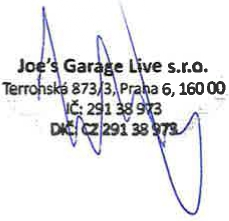 Joe's Garage Live s.r.o.
Terronská 873/3, Praha 6, 160 00
IČ: 291 38 973
DIČ: CZ 291 38 973